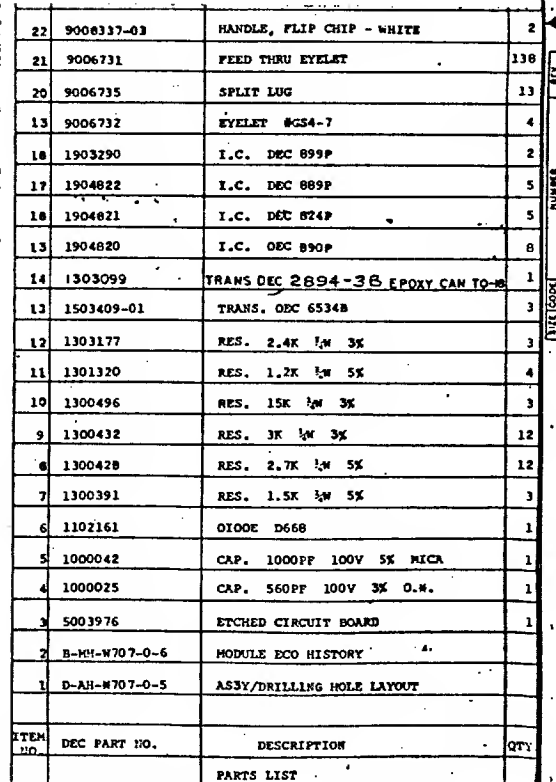 22 9008337-03 HANDLE, FLIP CHIP - WHITE 2
21 9006731 FEED THRU EYELET 138
20 9006735 SPLIT LUG 13
13 9006732 EYELET #GS4-7 4
18 1903290 I.C. DEC 899P 2
17 1904822 I.C. DEC 889P 5
18 1904821 I.C. DEC 824P 5
13 1904820 I.C. OEC 890P 8
14 1303099 TRANS DEC 2894-3B EPOXY CAN TO-18 1
13 1503409-01 TRANS. OEC 6534B 3
12 1303177 RES. 2.4K ¼W 3% 3
11 1301320 RES. 1.2K ¼W 5% 4
10 1300496 RES. 15K ¼W 3% 3
9 1300432 RES. 3K ¼W 3% 12
8 1300428 RES. 2.7K ¼W 5% 12
7 1300391 RES. 1.5K ¼W 5% 3
6 1102161 OIOOE D668 1
5 1000042 CAP. 1000PF 100V 5% MICA 1
4 1000025 CAP. 560PF 100V 3% O.M. 1
3 5003976 ETCHED CIRCUIT BOARD 1
2 B-MH-W707-0-6 MODULE ECO HISTORY
1 D-AH-W707-0-5 ASSY/DRILLING HOLE LAYOUT
ITEM NO. DEC PART NO. DESCRIPTION QTY
PARTS LIST
REV
NUMBER
SIZE CODE